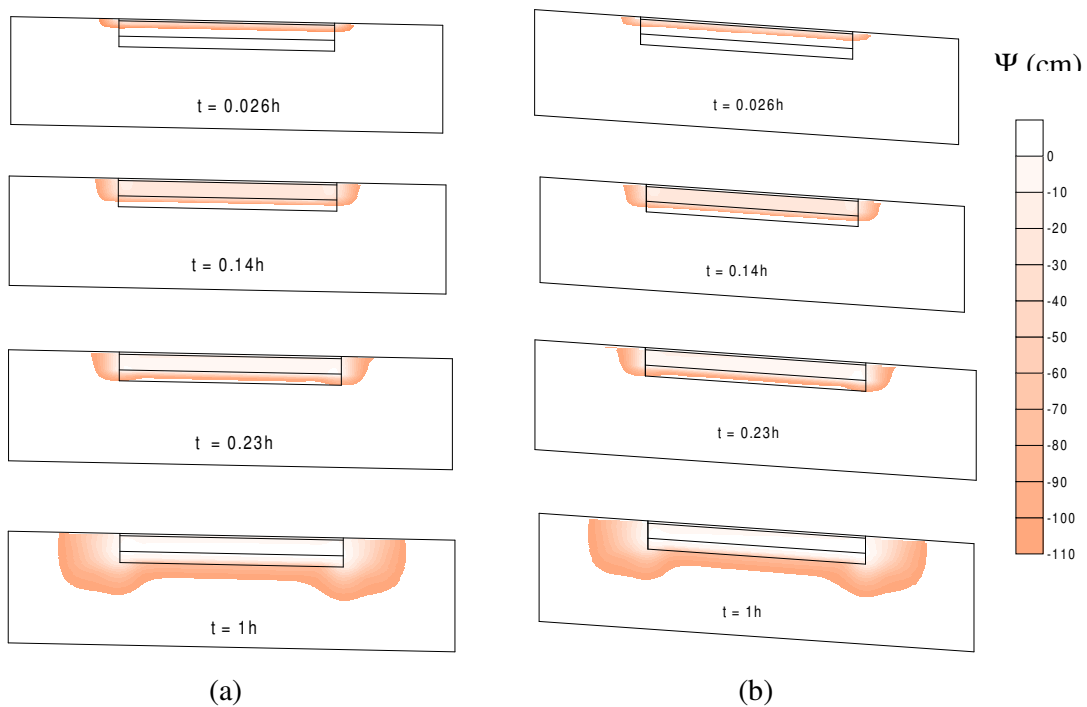 t = 0.026h
t = 0.14h
t = 0.23h
t = 1h
(a)
t = 0.026h
t = 0.14h
t = 0.23h
t = 1h
(b)
Ψ (cm)
0
-10
-20
-30
-40
-50
-60
-70
-80
-90
-100
-110